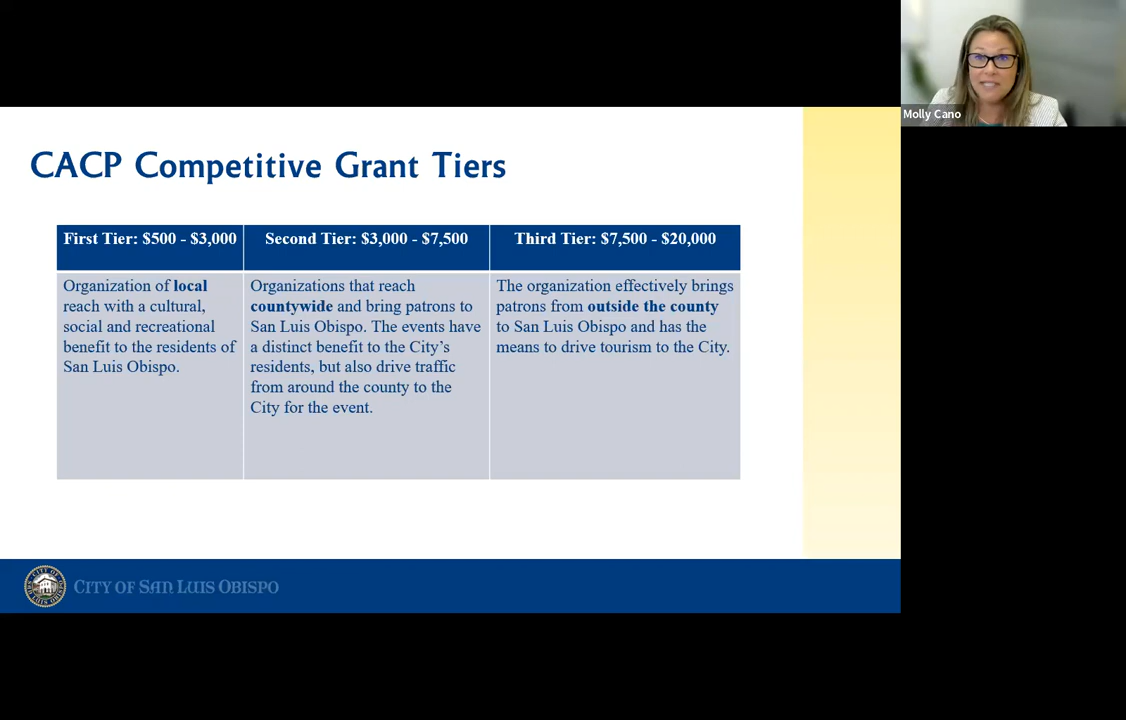 Molly Cano
CACP Competitive Grant Tiers
First Tier: $500 - $3,000
Organization of local
reach with a cultural,
social and recreational
benefit to the residents of
San Luis Obispo.
Second Tier: $3,000 - $7,500
Organizations that reach
countywide and bring patrons to
San Luis Obispo. The events have
a distinct benefit to the City's
residents, but also drive traffic
from around the county to the
City for the event.
Third Tier: $7,500 - $20,000
The organization effectively brings
patrons from outside the county
to San Luis Obispo and has the
means to drive tourism to the City.
CITY OF SAN LUIS OBISPO